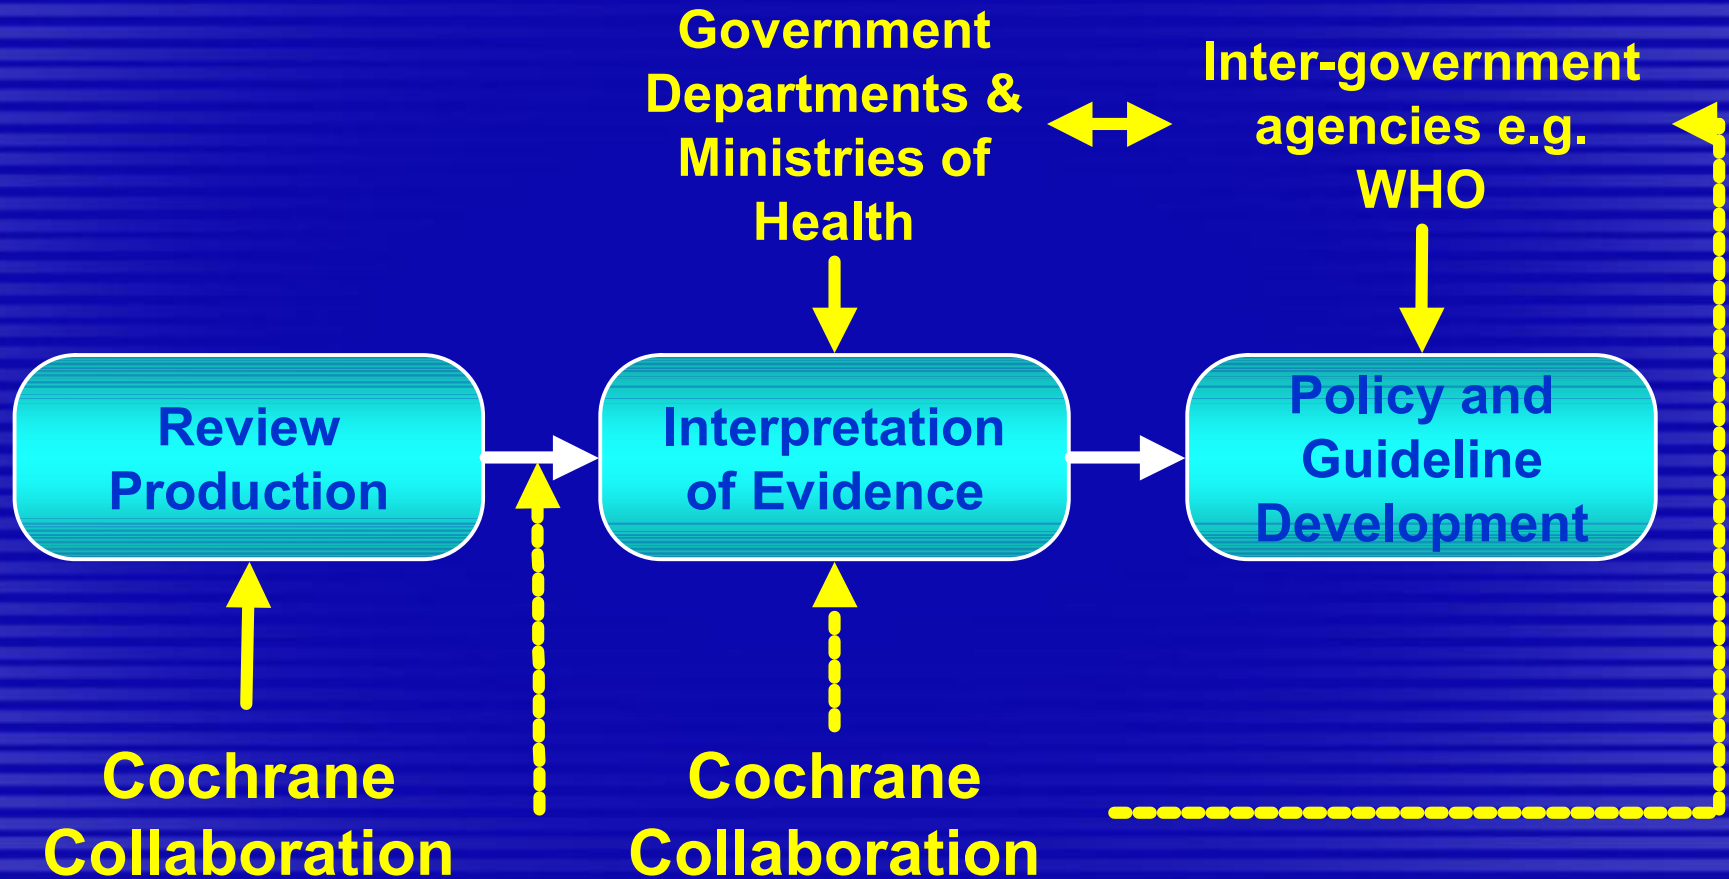 Government
Departments &
Ministries of
Health
Inter-government
agencies e.g.
WHO
Review
Production
Interpretation
of Evidence
Policy and
Guideline
Development
Cochrane
Collaboration
Cochrane
Collaboration